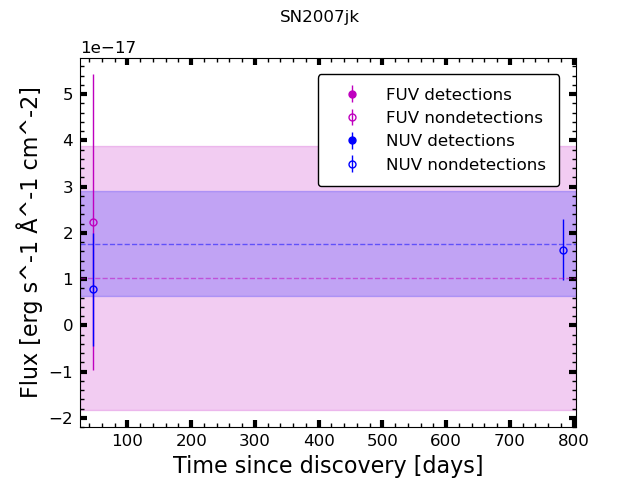 SN2007jk
1e−17
5
4
3
2
1
0
−1
−2
Flux [erg s^-1 Å^-1 cm^-2]
FUV detections
FUV nondetections
NUV detections
NUV nondetections
100 200 300 400 500 600 700 800
Time since discovery [days]